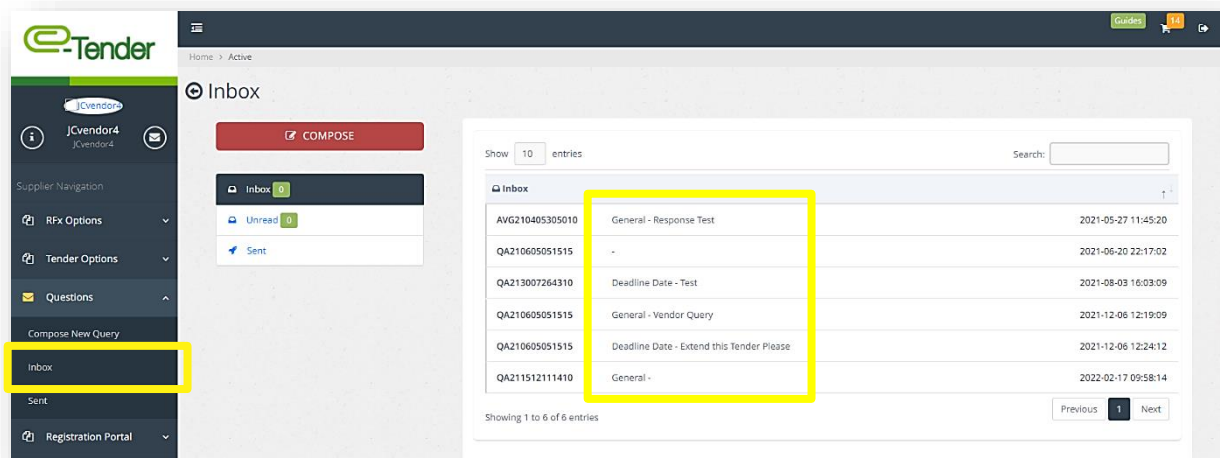 e-Tender
Guides
14
Home > Active
JCvendor4
JCvendor4
JCvendor4
Inbox
COMPOSE
Inbox 0
Unread 0
Sent
Supplier Navigation
RFx Options
Tender Options
Questions
Compose New Query
Inbox
Sent
Registration Portal
Show 10 entries
Search:
Inbox
AVG210405305010 General - Response Test 2021-05-27 11:45:20
QA210605051515 - 2021-06-20 22:17:02
QA213007264310 Deadline Date - Test 2021-08-03 16:03:09
QA210605051515 General - Vendor Query 2021-12-06 12:19:09
QA210605051515 Deadline Date - Extend this Tender Please 2021-12-06 12:24:12
QA211512111410 General - 2022-02-17 09:58:14
Showing 1 to 6 of 6 entries
Previous 1 Next